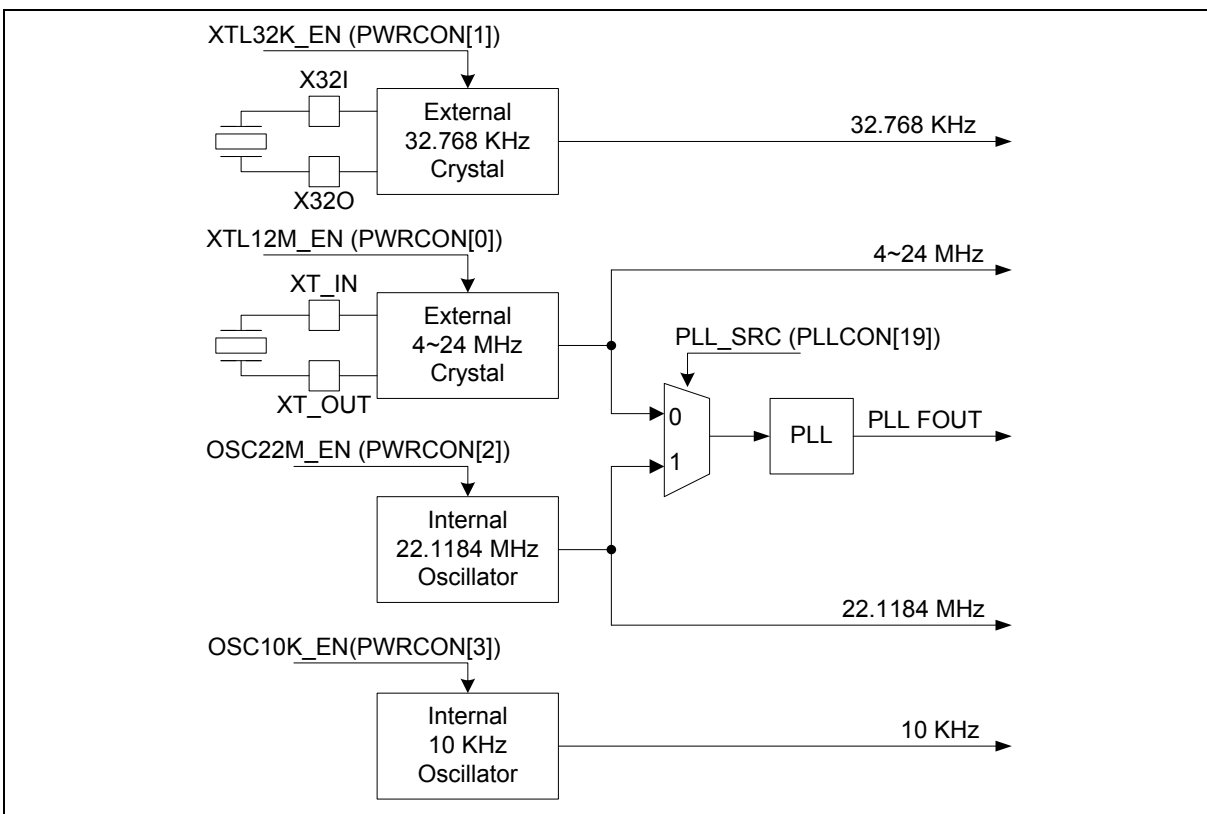 XTL32K_EN (PWRCON[1])
X32I
External
32.768 KHz
Crystal
32.768 KHz
X32O
XTL12M_EN (PWRCON[0])
4~24 MHz
XT_IN
External
4~24 MHz
Crystal
PLL_SRC (PLLCON[19])
XT_OUT
0
1
PLL
PLL FOUT
OSC22M_EN (PWRCON[2])
Internal
22.1184 MHz
Oscillator
22.1184 MHz
OSC10K_EN(PWRCON[3])
Internal
10 KHz
Oscillator
10 KHz